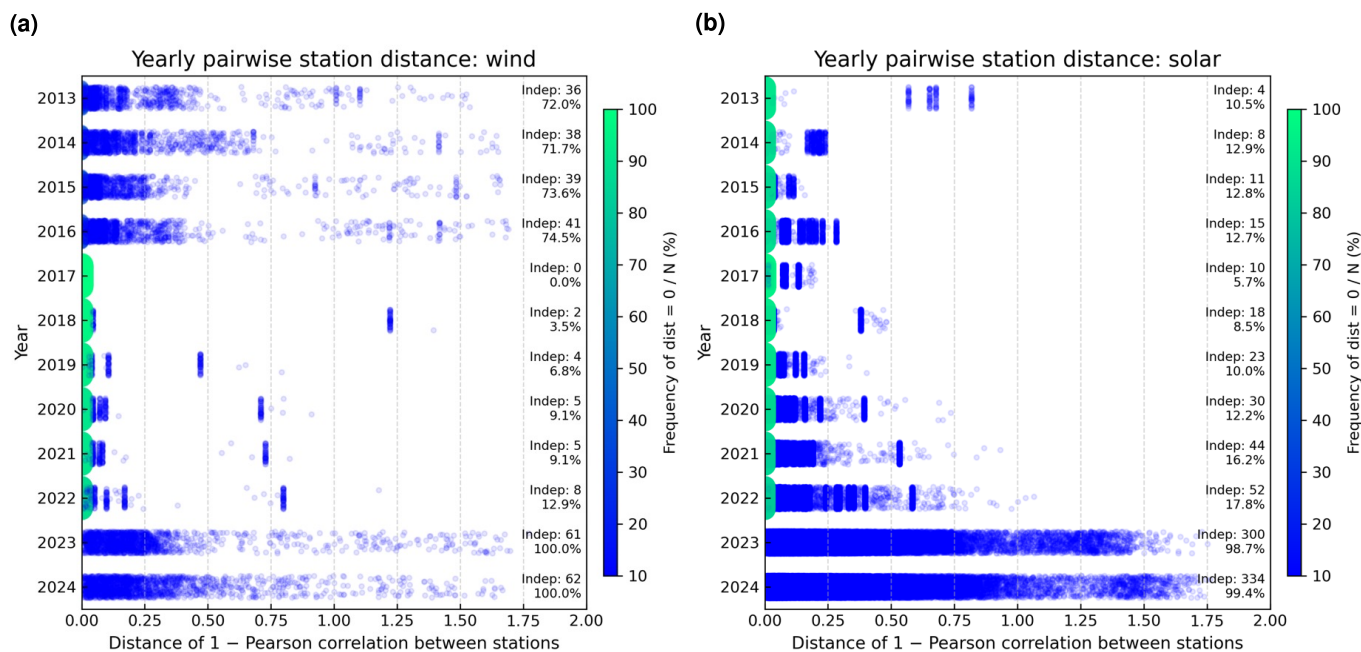 (a)
Yearly pairwise station distance: wind
Year
2013
2014
2015
2016
2017
2018
2019
2020
2021
2022
2023
2024
Indep: 36
72.0%
Indep: 38
71.7%
Indep: 39
73.6%
Indep: 41
74.5%
Indep: 0
0.0%
Indep: 2
3.5%
Indep: 4
6.8%
Indep: 5
9.1%
Indep: 5
9.1%
Indep: 8
12.9%
Indep: 61
100.0%
Indep: 62
100.0%
0.00 0.25 0.50 0.75 1.00 1.25 1.50 1.75 2.00
Distance of 1 − Pearson correlation between stations
100
90
80
70
60
50
40
30
20
10
Frequency of dist = 0 / N (%)
(b)
Yearly pairwise station distance: solar
Year
2013
2014
2015
2016
2017
2018
2019
2020
2021
2022
2023
2024
Indep: 4
10.5%
Indep: 8
12.9%
Indep: 11
12.8%
Indep: 15
12.7%
Indep: 10
5.7%
Indep: 18
8.5%
Indep: 23
10.0%
Indep: 30
12.2%
Indep: 44
16.2%
Indep: 52
17.8%
Indep: 300
98.7%
Indep: 334
99.4%
0.00 0.25 0.50 0.75 1.00 1.25 1.50 1.75 2.00
Distance of 1 − Pearson correlation between stations
100
90
80
70
60
50
40
30
20
10
Frequency of dist = 0 / N (%)